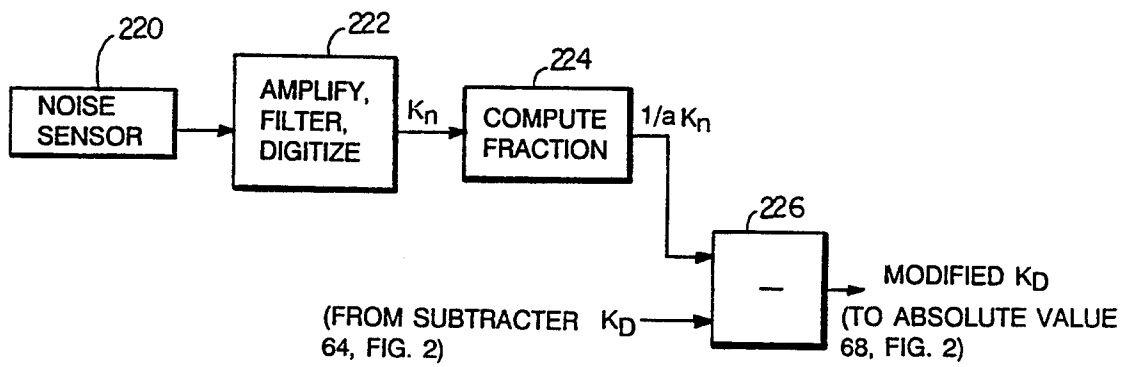 220
NOISE
SENSOR
222
AMPLIFY,
FILTER,
DIGITIZE
Kn
224
COMPUTE
FRACTION
1/a Kn
226
—
(FROM SUBTRACTER KD
64, FIG. 2)
MODIFIED KD
(TO ABSOLUTE VALUE
68, FIG. 2)